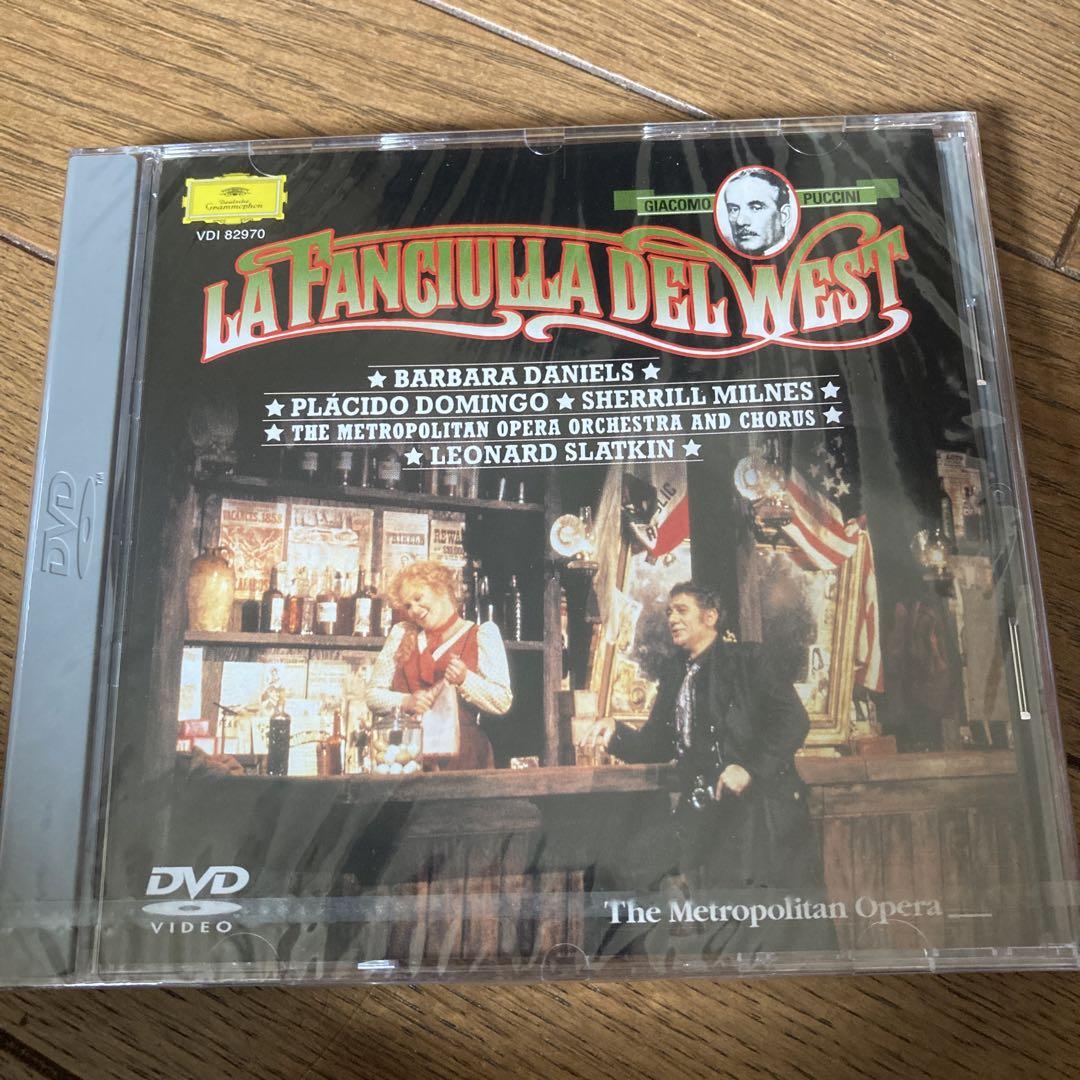 Deutsche
Grammophon
VDI 82970
GIACOMO PUCCINI
LA FANCIULLA DEL WEST
★ BARBARA DANIELS ★
★ PLÁCIDO DOMINGO ★ SHERRILL MILNES ★
★ THE METROPOLITAN OPERA ORCHESTRA AND CHORUS ★
★ LEONARD SLATKIN ★
DVD™
DVD
VIDEO
The Metropolitan Opera